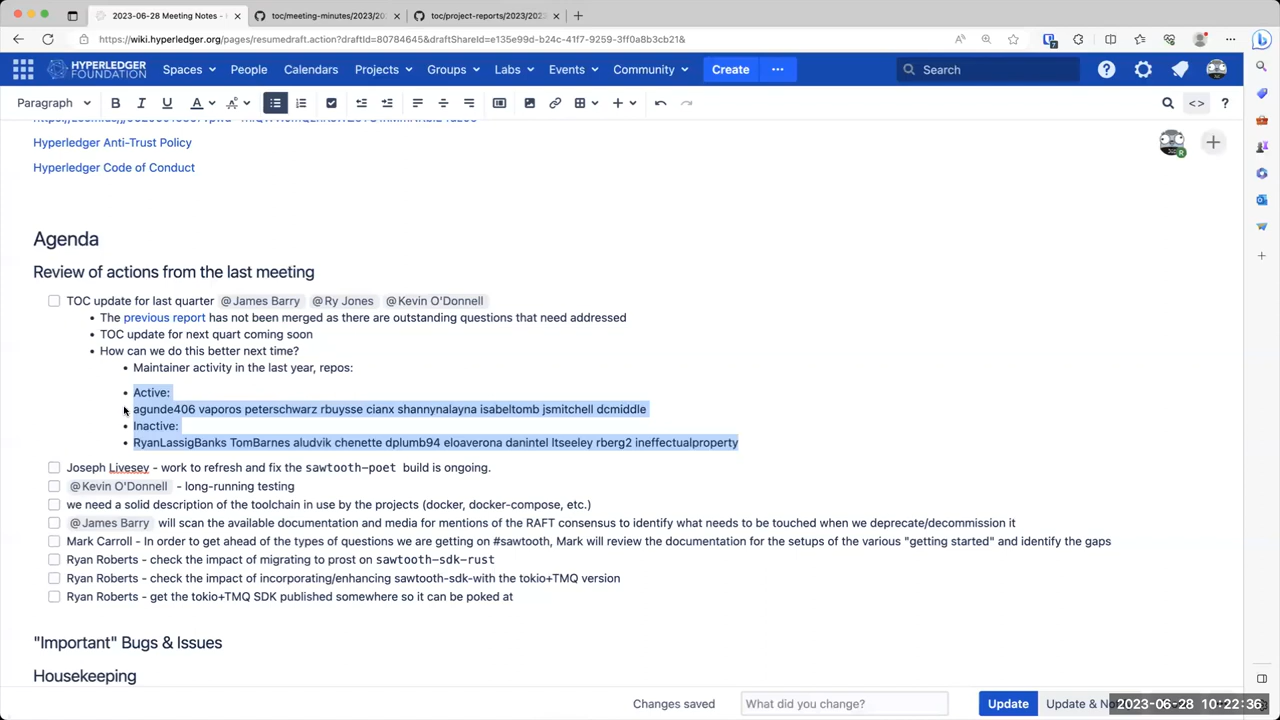 2023-06-28 Meeting Notes -
toc/meeting-minutes/2023/20
toc/project-reports/2023/202
https://wiki.hyperledger.org/pages/resumedraft.action?draftId=80784645&draftShareId=e135e99d-b24c-41f7-9259-3ff0a8b3cb21&
HYPERLEDGER FOUNDATION Spaces People Calendars Projects Groups Labs Events Community Create ... Search
Paragraph B I U A
Hyperledger Anti-Trust Policy
Hyperledger Code of Conduct
Agenda
Review of actions from the last meeting
TOC update for last quarter @James Barry @Ry Jones @Kevin O'Donnell
• The previous report has not been merged as there are outstanding questions that need addressed
• TOC update for next quart coming soon
• How can we do this better next time?
• Maintainer activity in the last year, repos:
• Active:
agunde406 vaporos peterschwarz rbuysse cianx shannynalayna isabeltomb jsmitchell dcmiddle
• Inactive:
• RyanLassigBanks TomBarnes aludvik chenette dplumb94 eloaverona danintel ltseeley rberg2 ineffectualproperty
Joseph Livesey - work to refresh and fix the sawtooth-poet build is ongoing.
@Kevin O'Donnell - long-running testing
we need a solid description of the toolchain in use by the projects (docker, docker-compose, etc.)
@James Barry will scan the available documentation and media for mentions of the RAFT consensus to identify what needs to be touched when we deprecate/decommission it
Mark Carroll - In order to get ahead of the types of questions we are getting on #sawtooth, Mark will review the documentation for the setups of the various "getting started" and identify the gaps
Ryan Roberts - check the impact of migrating to prost on sawtooth-sdk-rust
Ryan Roberts - check the impact of incorporating/enhancing sawtooth-sdk-with the tokio+TMQ version
Ryan Roberts - get the tokio+TMQ SDK published somewhere so it can be poked at
"Important" Bugs & Issues
Housekeeping
Changes saved What did you change? Update Update & No
2023-06-28 10:22:36